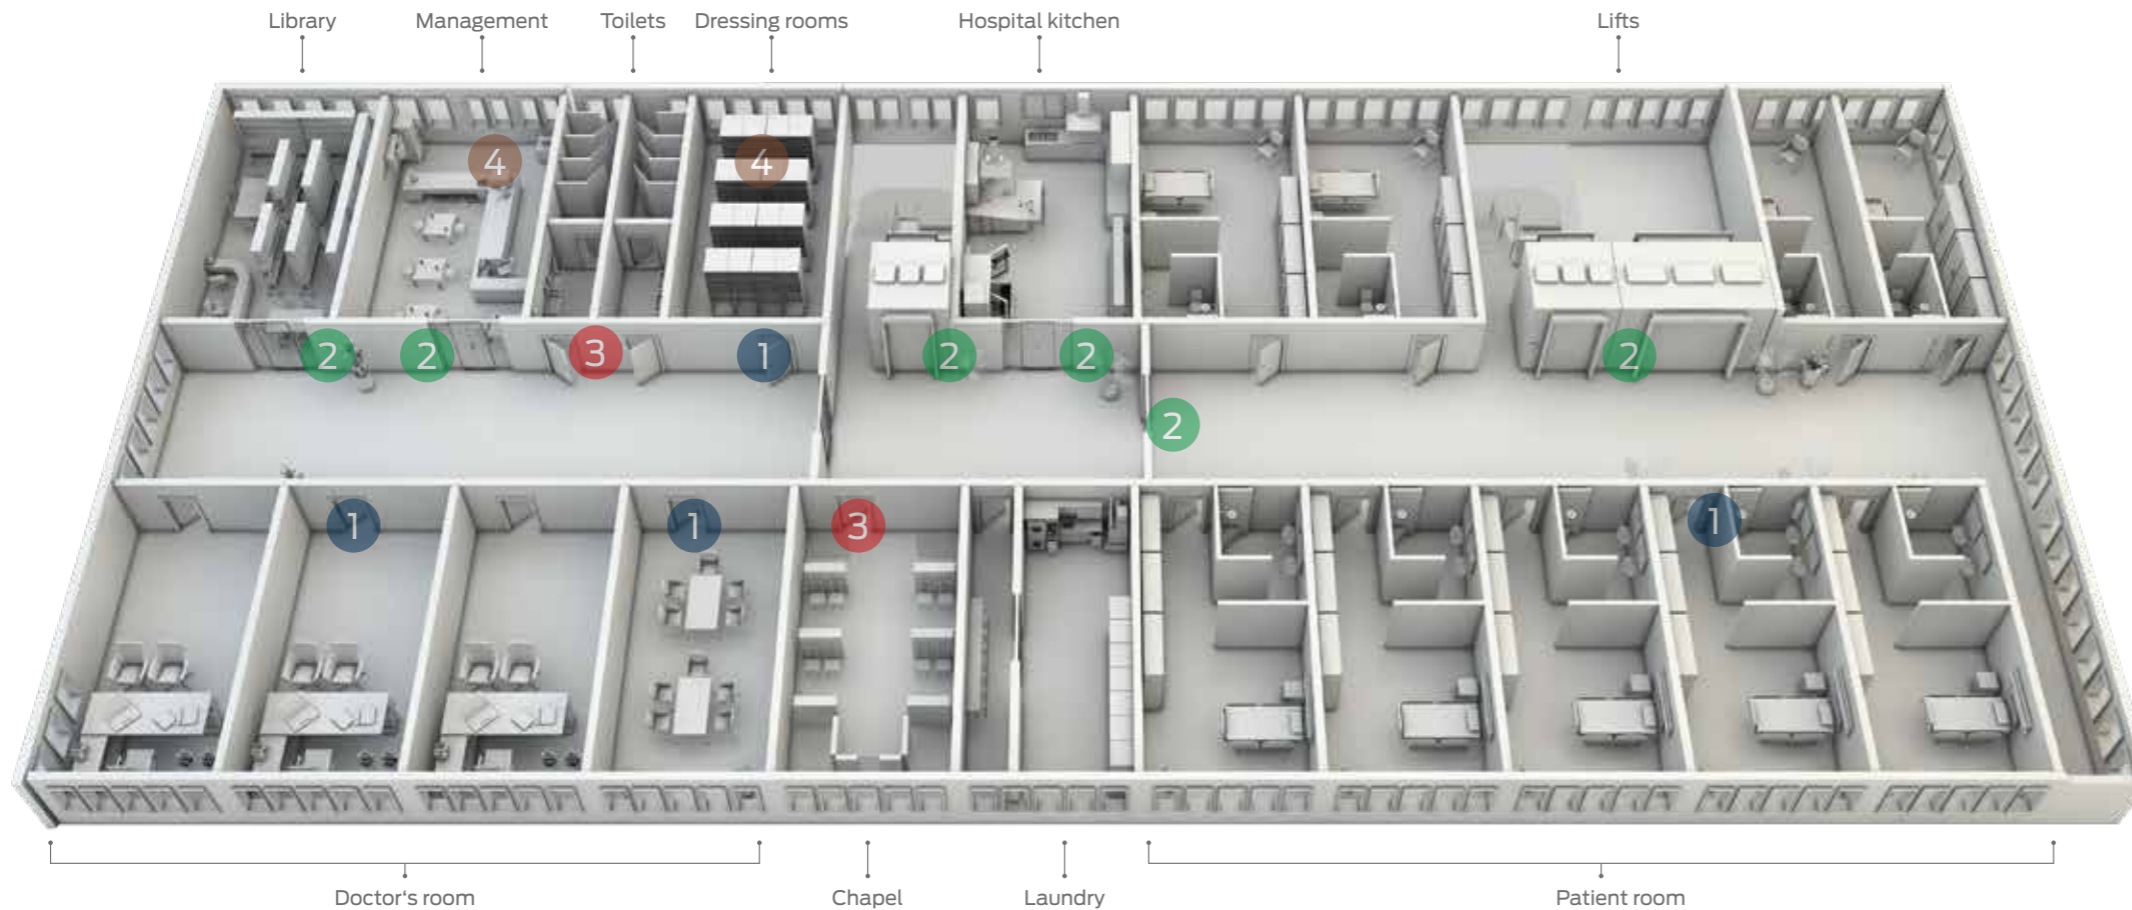 Library
Management
Toilets
Dressing rooms
Hospital kitchen
Lifts
4
4
2
2
3
1
2
2
2
2
1
1
3
1
Doctor‘s room
Chapel
Laundry
Patient room